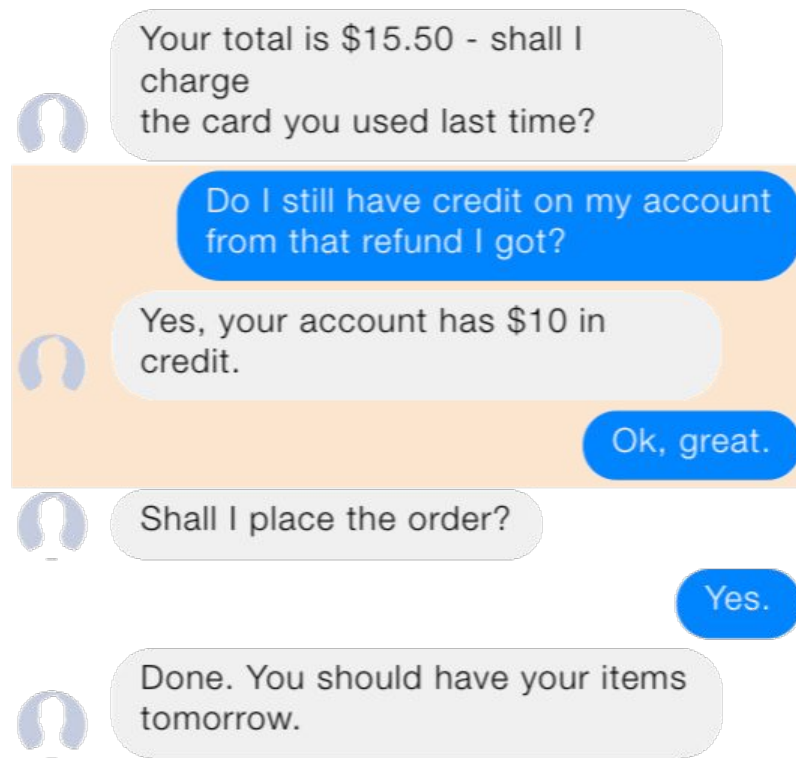 Your total is $15.50 - shall I
charge
the card you used last time?
Do I still have credit on my account
from that refund I got?
Yes, your account has $10 in
credit.
Ok, great.
Shall I place the order?
Yes.
Done. You should have your items
tomorrow.